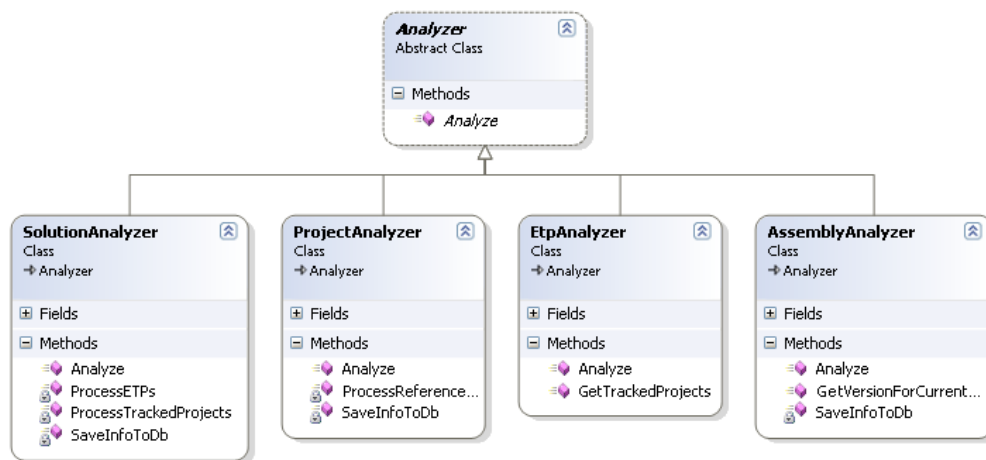 Analyzer
Abstract Class
Methods
Analyze
SolutionAnalyzer
Class
Analyzer
Fields
Methods
Analyze
ProcessETPs
ProcessTrackedProjects
SaveInfoToDb
ProjectAnalyzer
Class
Analyzer
Fields
Methods
Analyze
ProcessReference...
SaveInfoToDb
EtpAnalyzer
Class
Analyzer
Fields
Methods
Analyze
GetTrackedProjects
AssemblyAnalyzer
Class
Analyzer
Fields
Methods
Analyze
GetVersionForCurrent...
SaveInfoToDb